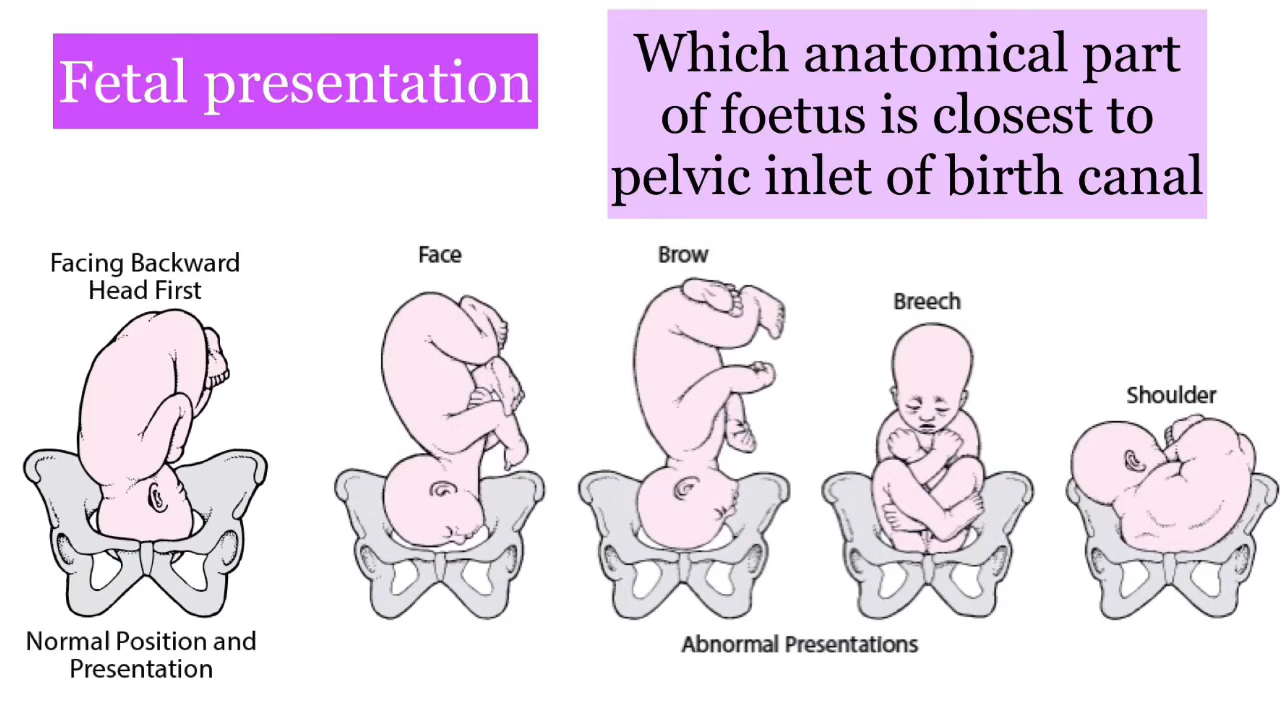 Fetal presentation
Which anatomical part
of foetus is closest to
pelvic inlet of birth canal
Facing Backward
Head First
Face
Brow
Breech
Shoulder
Normal Position and
Presentation
Abnormal Presentations